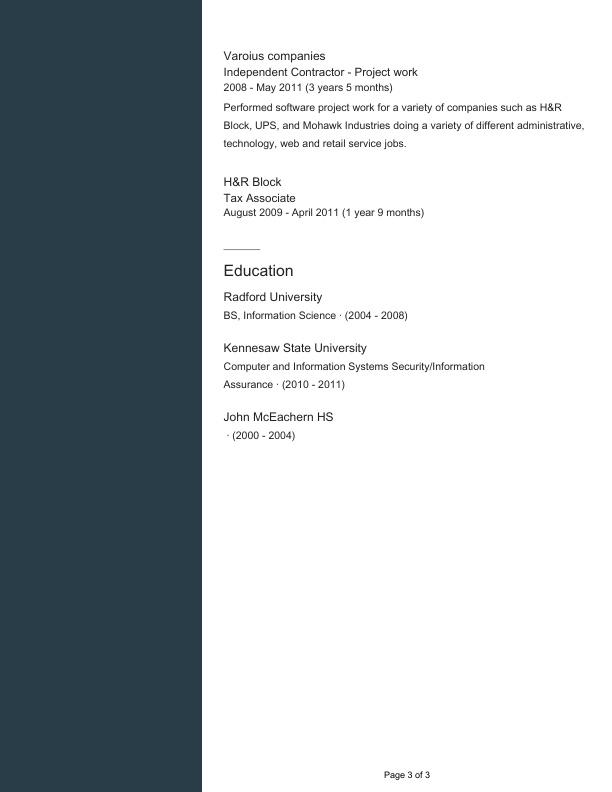 Varoius companies
Independent Contractor - Project work
2008 - May 2011 (3 years 5 months)
Performed software project work for a variety of companies such as H&R
Block, UPS, and Mohawk Industries doing a variety of different administrative,
technology, web and retail service jobs.
H&R Block
Tax Associate
August 2009 - April 2011 (1 year 9 months)
Education
Radford University
BS, Information Science · (2004 - 2008)
Kennesaw State University
Computer and Information Systems Security/Information
Assurance · (2010 - 2011)
John McEachern HS
· (2000 - 2004)
Page 3 of 3